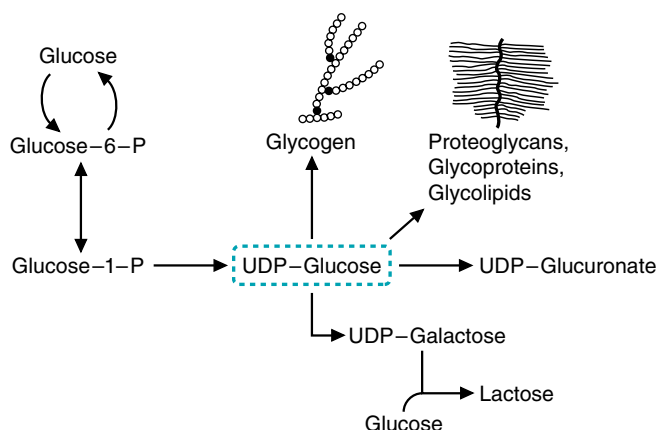 Glucose
Glucose–6–P
Glycogen
Proteoglycans,
Glycoproteins,
Glycolipids
Glucose–1–P
UDP–Glucose
UDP–Glucuronate
UDP–Galactose
Lactose
Glucose